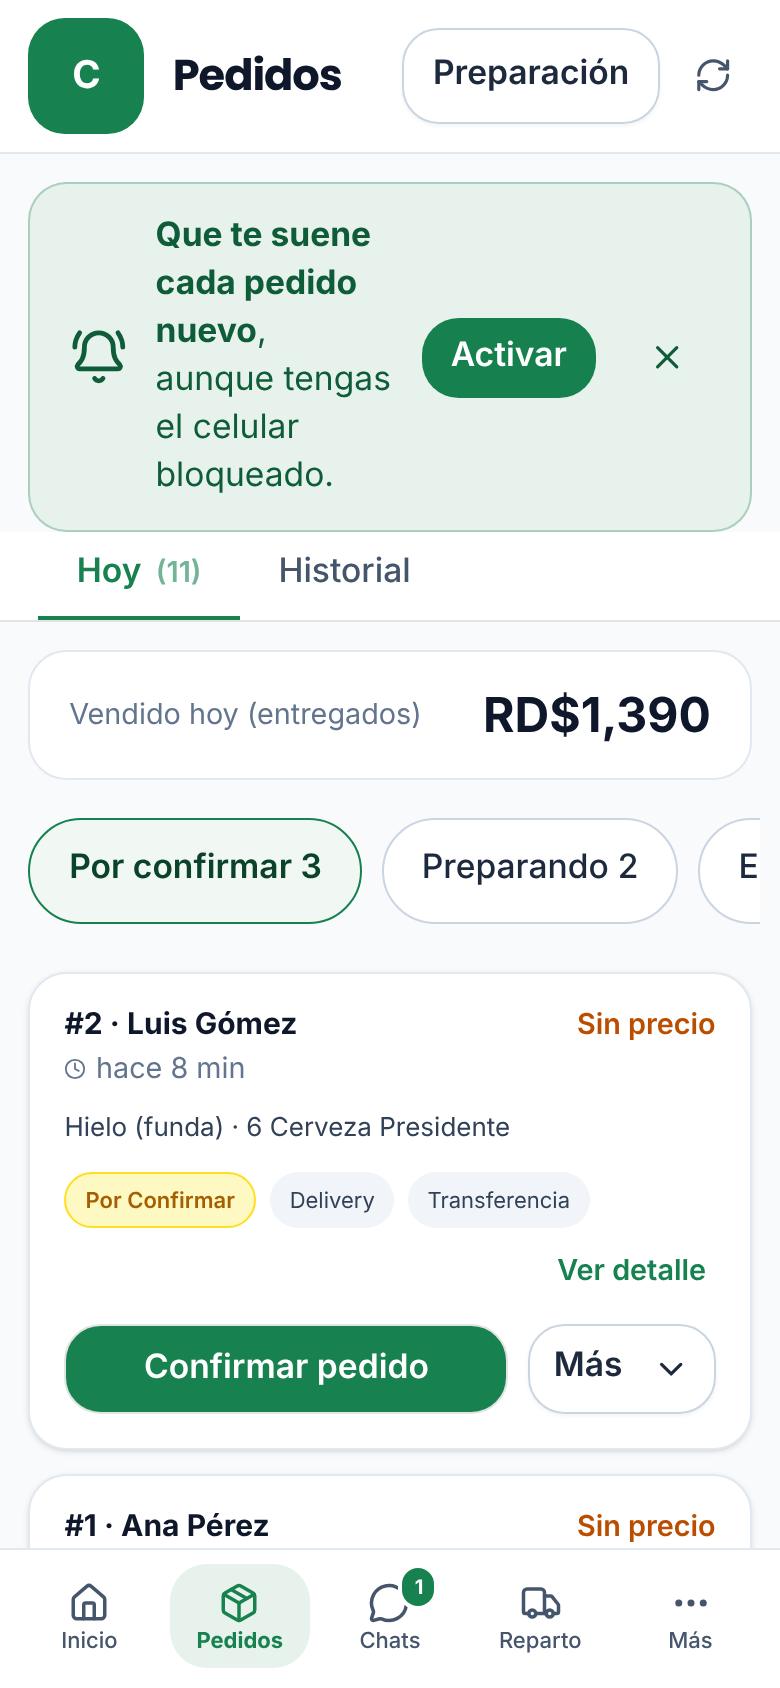 C
Pedidos
Preparación
Que te suene
cada pedido
nuevo,
aunque tengas
el celular
bloqueado.
Activar
Hoy (11)
Historial
Vendido hoy (entregados)
RD$1,390
Por confirmar 3
Preparando 2
E
#2 · Luis Gómez
Sin precio
hace 8 min
Hielo (funda) · 6 Cerveza Presidente
Por Confirmar
Delivery
Transferencia
Ver detalle
Confirmar pedido
Más
#1 · Ana Pérez
Sin precio
Inicio
Pedidos
1
Chats
Reparto
Más